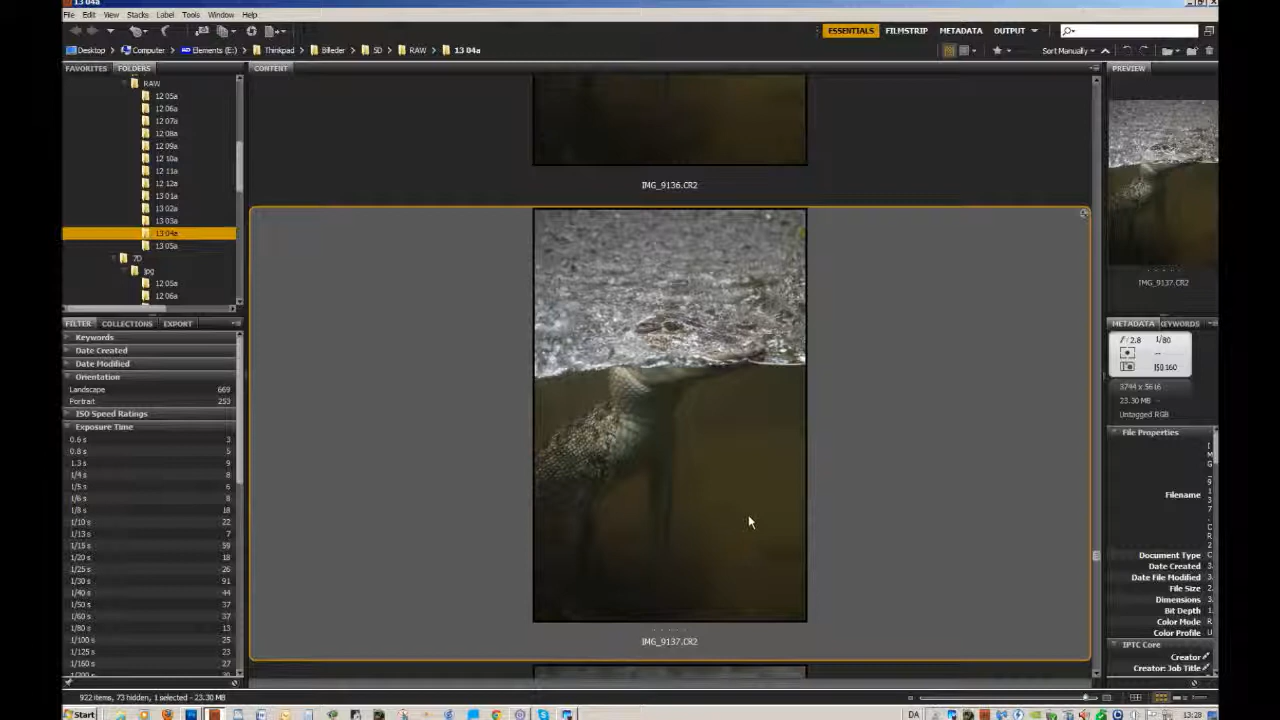 13 04a
File Edit View Stacks Label Tools Window Help
Desktop Computer Elements (E:) Thinkpad Billeder 5D RAW 13 04a
ESSENTIALS FILMSTRIP METADATA OUTPUT
Sort Manually
FAVORITES FOLDERS
RAW
12 05a
12 06a
12 07a
12 08a
12 09a
12 10a
12 11a
12 12a
13 01a
13 02a
13 03a
13 04a
13 05a
7D
jpg
12 05a
12 06a
FILTER COLLECTIONS EXPORT
Keywords
Date Created
Date Modified
Orientation
Landscape 669
Portrait 253
ISO Speed Ratings
Exposure Time
0.6 s 3
0.8 s 5
1.3 s 9
1/4 s 8
1/5 s 6
1/6 s 8
1/8 s 18
1/10 s 22
1/13 s 7
1/15 s 59
1/20 s 18
1/25 s 26
1/30 s 91
1/40 s 44
1/50 s 37
1/60 s 37
1/80 s 13
1/100 s 25
1/125 s 23
1/160 s 27
CONTENT
IMG_9136.CR2
IMG_9137.CR2
PREVIEW
IMG_9137.CR2
METADATA KEYWORDS
f/2.8 1/80
--
ISO 160
3744 x 5616
23.30 MB
Untagged RGB
File Properties
Filename
Document Type
Date Created 3.
Date File Modified 3.
File Size 2.
Dimensions 3.
Bit Depth 1.
Color Mode R
Color Profile U
IPTC Core
Creator
Creator: Job Title
922 items, 73 hidden, 1 selected - 23.30 MB
Start
DA
13:28